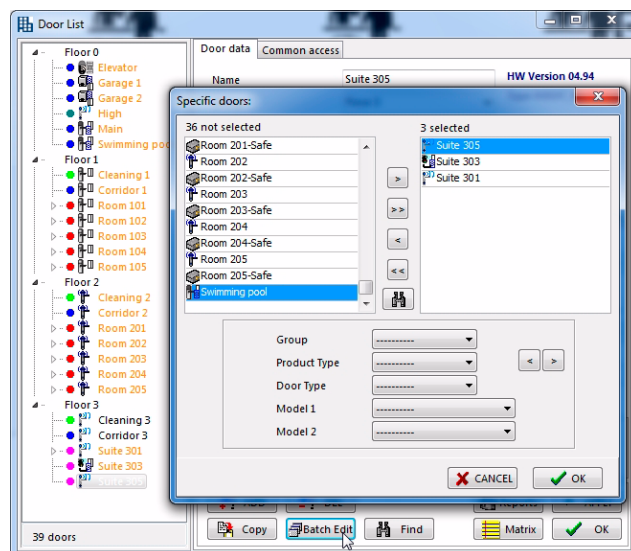 Door List
Floor 0
Elevator
Garage 1
Garage 2
High
Main
Swimming poo
Floor 1
Cleaning 1
Corridor 1
Room 101
Room 102
Room 103
Room 104
Room 105
Floor 2
Cleaning 2
Corridor 2
Room 201
Room 202
Room 203
Room 204
Room 205
Floor 3
Cleaning 3
Corridor 3
Suite 301
Suite 303
39 doors
Door data
Common access
Name
Suite 305
HW Version 04.94
Specific doors:
36 not selected
Room 201-Safe
Room 202
Room 202-Safe
Room 203
Room 203-Safe
Room 204
Room 204-Safe
Room 205
Room 205-Safe
Swimming pool
>
>>
<
<<
3 selected
Suite 305
Suite 303
Suite 301
Group ----------
Product Type ----------
Door Type ----------
Model 1 ----------
Model 2 ----------
< >
CANCEL
OK
Copy
Batch Edit
Find
Matrix
OK